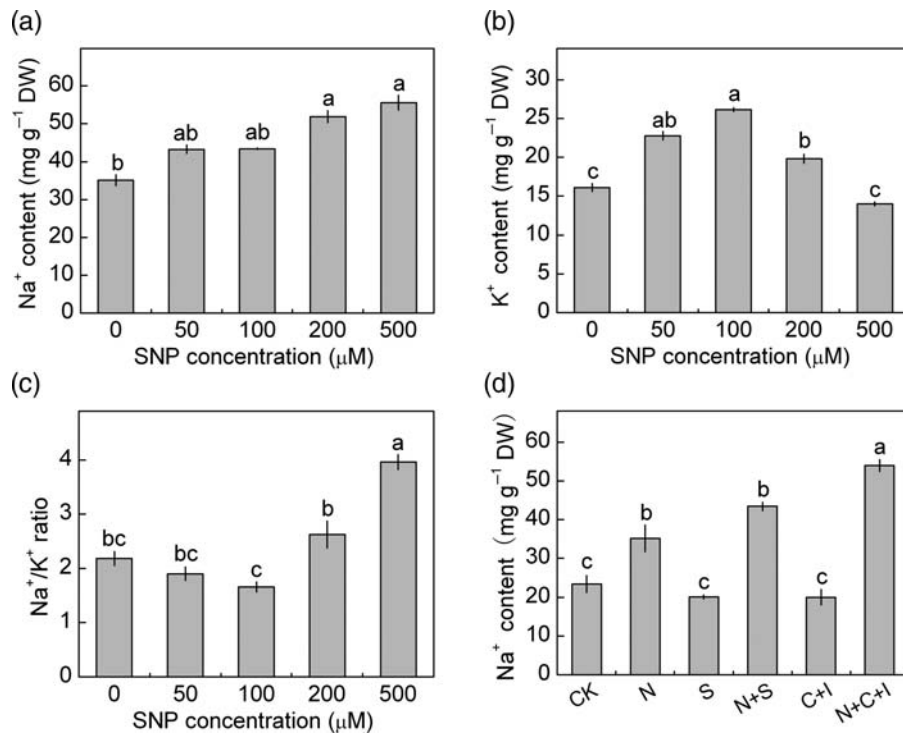 (a)
Na⁺ content (mg g⁻¹ DW)
60
50
40
30
20
10
0
b
ab
ab
a
a
0 50 100 200 500
SNP concentration (μM)
(b)
K⁺ content (mg g⁻¹ DW)
30
25
20
15
10
5
0
c
ab
a
b
c
0 50 100 200 500
SNP concentration (μM)
(c)
Na⁺/K⁺ ratio
4
3
2
1
0
bc
bc
c
b
a
0 50 100 200 500
SNP concentration (μM)
(d)
Na⁺ content (mg g⁻¹ DW)
60
50
40
30
20
10
0
c
b
c
b
c
a
CK N S N+S C+I N+C+I